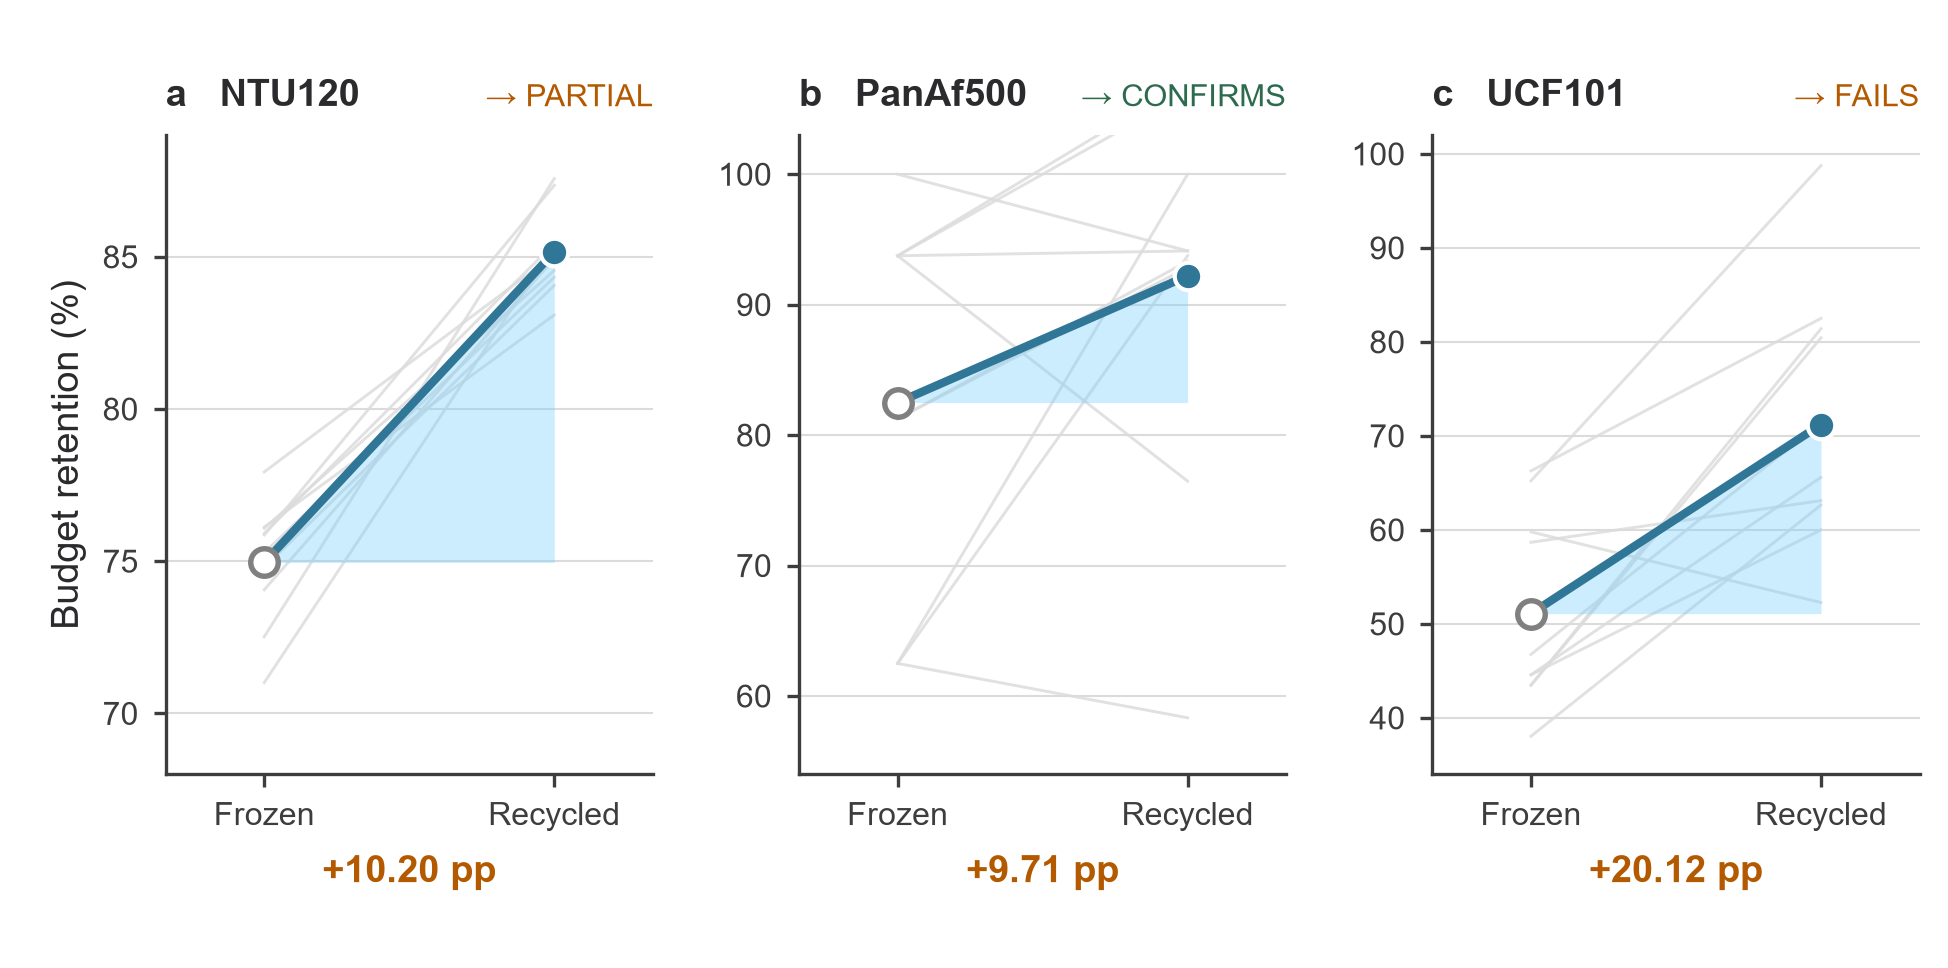 a NTU120 → PARTIAL
b PanAf500 → CONFIRMS
c UCF101 → FAILS
Budget retention (%)
85
80
75
70
Frozen Recycled
+10.20 pp
100
90
80
70
60
Frozen Recycled
+9.71 pp
100
90
80
70
60
50
40
Frozen Recycled
+20.12 pp